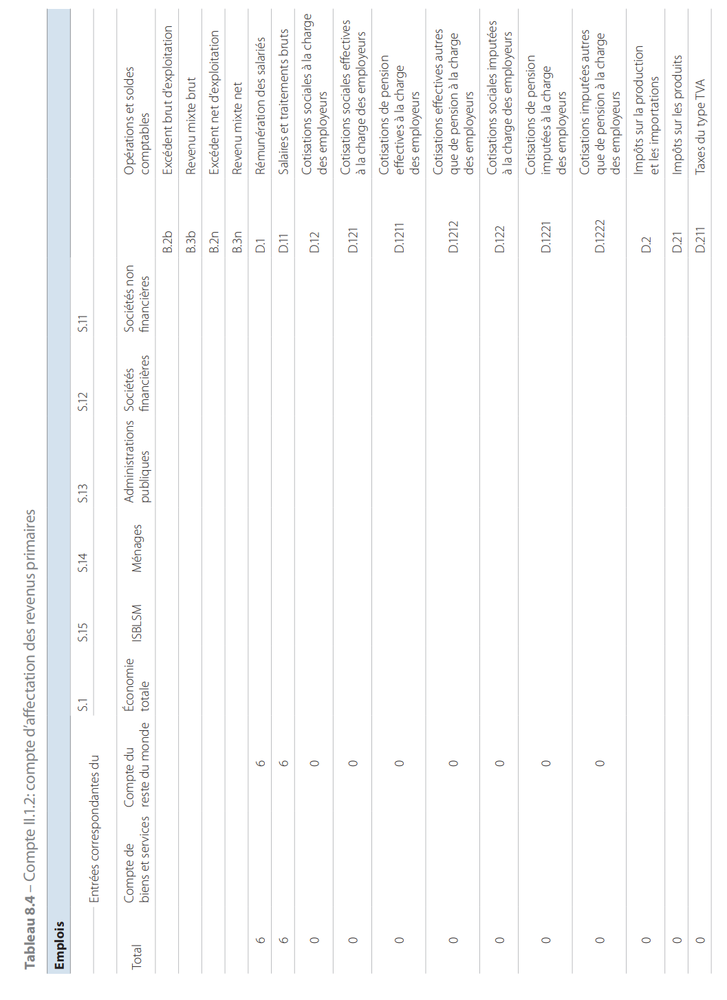 Tableau 8.4 – Compte II.1.2: compte d'affectation des revenus primaires
Emplois
Entrées correspondantes du S.1 S.15 S.14 S.13 S.12 S.11
Total Compte de biens et services Compte du reste du monde Économie totale ISBLSM Ménages Administrations publiques Sociétés financières Sociétés non financières Opérations et soldes comptables
B.2b Excédent brut d'exploitation
B.3b Revenu mixte brut
B.2n Excédent net d'exploitation
B.3n Revenu mixte net
6 6 D.1 Rémunération des salariés
6 6 D.11 Salaires et traitements bruts
0 0 D.12 Cotisations sociales à la charge
des employeurs
0 0 D.121 Cotisations sociales effectives
à la charge des employeurs
0 0 D.1211 Cotisations de pension
effectives à la charge
des employeurs
0 0 D.1212 Cotisations effectives autres
que de pension à la charge
des employeurs
0 0 D.122 Cotisations sociales imputées
à la charge des employeurs
0 0 D.1221 Cotisations de pension
imputées à la charge
des employeurs
0 0 D.1222 Cotisations imputées autres
que de pension à la charge
des employeurs
0 D.2 Impôts sur la production
et les importations
0 D.21 Impôts sur les produits
0 D.211 Taxes du type TVA